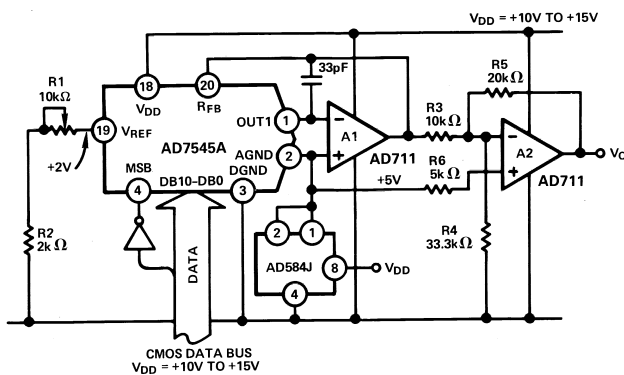 V_DD = +10V TO +15V
R1
10kΩ
+2V
R2
2kΩ
18
V_DD
20
R_FB
33pF
19
V_REF
OUT1
1
AD7545A
AGND
2
MSB
4
DB10–DB0
DGND
3
DATA
A1
AD711
R3
10kΩ
R5
20kΩ
A2
AD711
V_O
+5V
R6
5kΩ
R4
33.3kΩ
2
1
AD584J
8
V_DD
4
CMOS DATA BUS
V_DD = +10V TO +15V